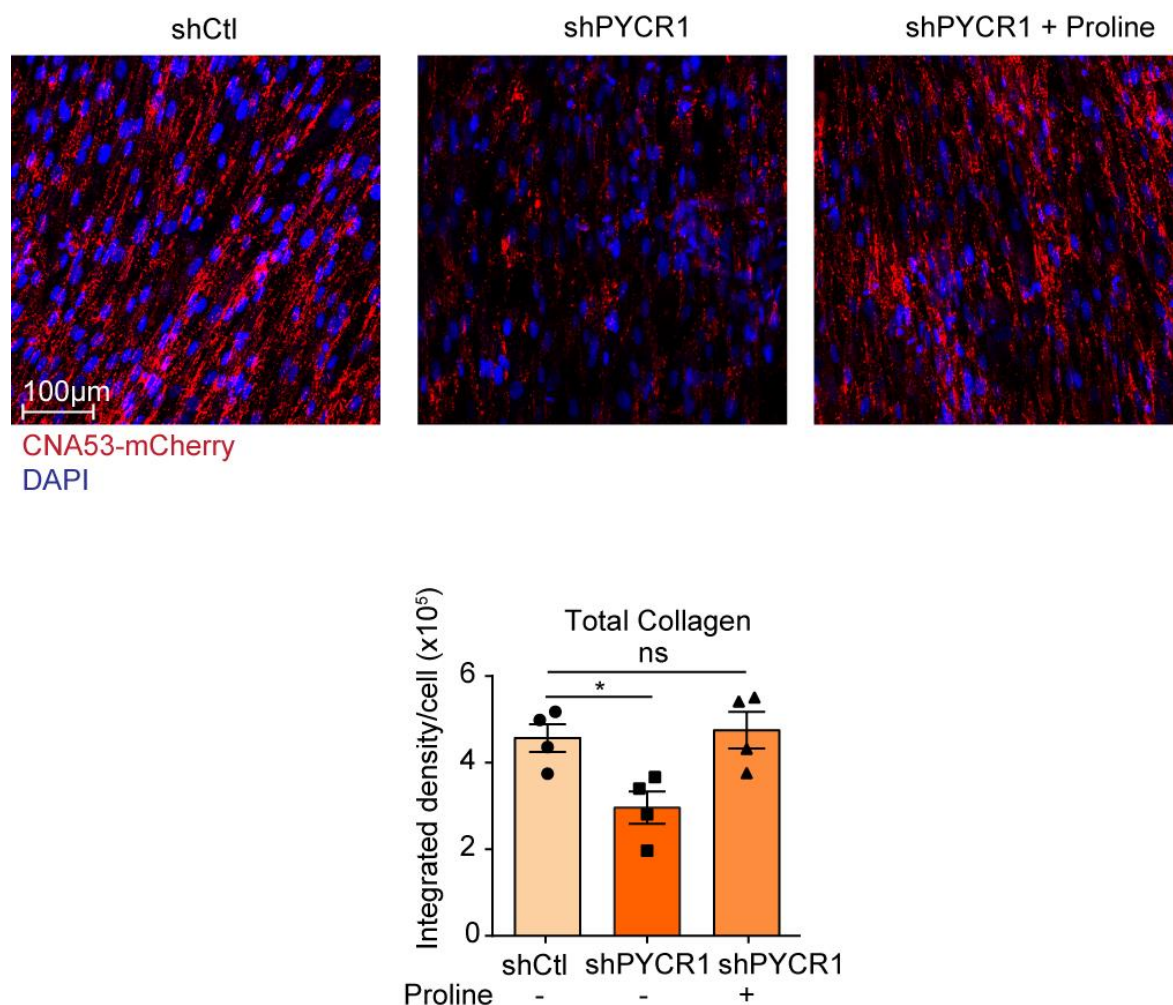 shCtl
shPYCR1
shPYCR1 + Proline
100µm
CNA53-mCherry
DAPI
Total Collagen
ns
*
Integrated density/cell (x10⁵)
6
4
2
0
shCtl shPYCR1 shPYCR1
Proline - - +